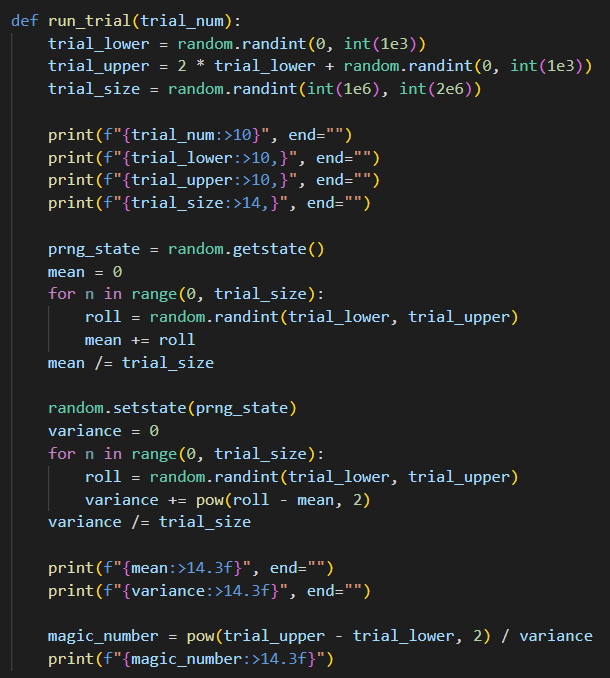 def run_trial(trial_num):
    trial_lower = random.randint(0, int(1e3))
    trial_upper = 2 * trial_lower + random.randint(0, int(1e3))
    trial_size = random.randint(int(1e6), int(2e6))

    print(f"{trial_num:>10}", end="")
    print(f"{trial_lower:>10,}", end="")
    print(f"{trial_upper:>10,}", end="")
    print(f"{trial_size:>14,}", end="")

    prng_state = random.getstate()
    mean = 0
    for n in range(0, trial_size):
        roll = random.randint(trial_lower, trial_upper)
        mean += roll
    mean /= trial_size

    random.setstate(prng_state)
    variance = 0
    for n in range(0, trial_size):
        roll = random.randint(trial_lower, trial_upper)
        variance += pow(roll - mean, 2)
    variance /= trial_size

    print(f"{mean:>14.3f}", end="")
    print(f"{variance:>14.3f}", end="")

    magic_number = pow(trial_upper - trial_lower, 2) / variance
    print(f"{magic_number:>14.3f}")